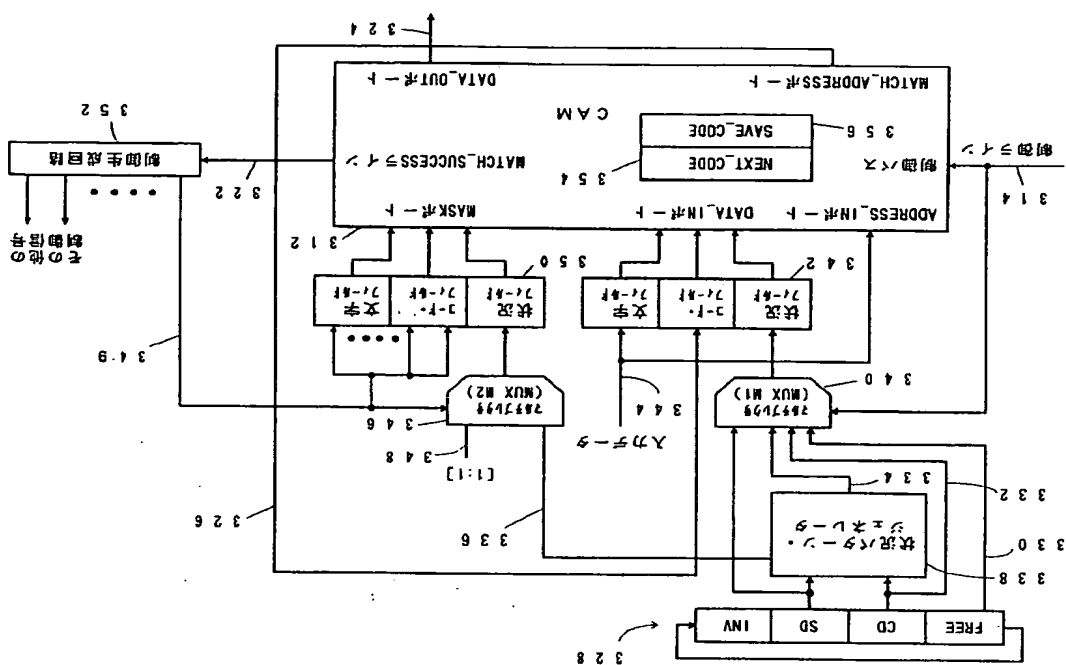 328
FREE CD SD INV
338
330
332
334
状況パターン・
ジェネレータ
336
326
[1:1]
348
入力データ
344
マルチプレクサ
(MUX M1)
340
マルチプレクサ
(MUX M2)
346
349
状況
フィールド
コード・
フィールド
文字
フィールド
342
状況
フィールド
コード・
フィールド
文字
フィールド
350
312
その他の
制御信号
ADDRESS_INポート
DATA_INポート
MASKポート
314
制御ライン
制御バス
NEXT_CODE
354
SAVE_CODE
356
MATCH_SUCCESSライン
322
制御生成回路
352
CAM
MATCH_ADDRESSポート
DATA_OUTポート
324